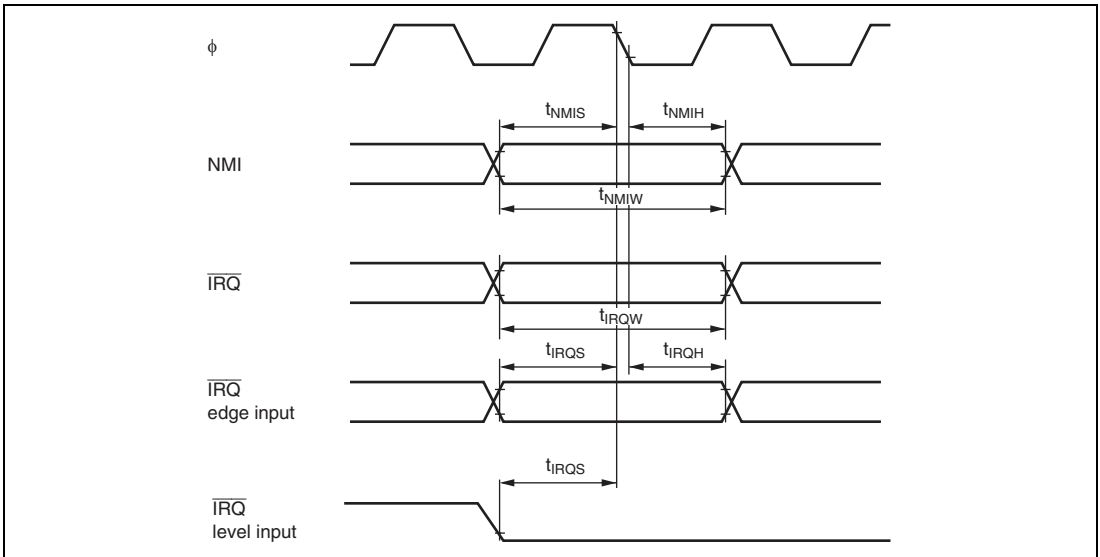 ϕ
tNMIS tNMIH
NMI
tNMIW
IRQ
tIRQW
tIRQS tIRQH
IRQ
edge input
tIRQS
IRQ
level input